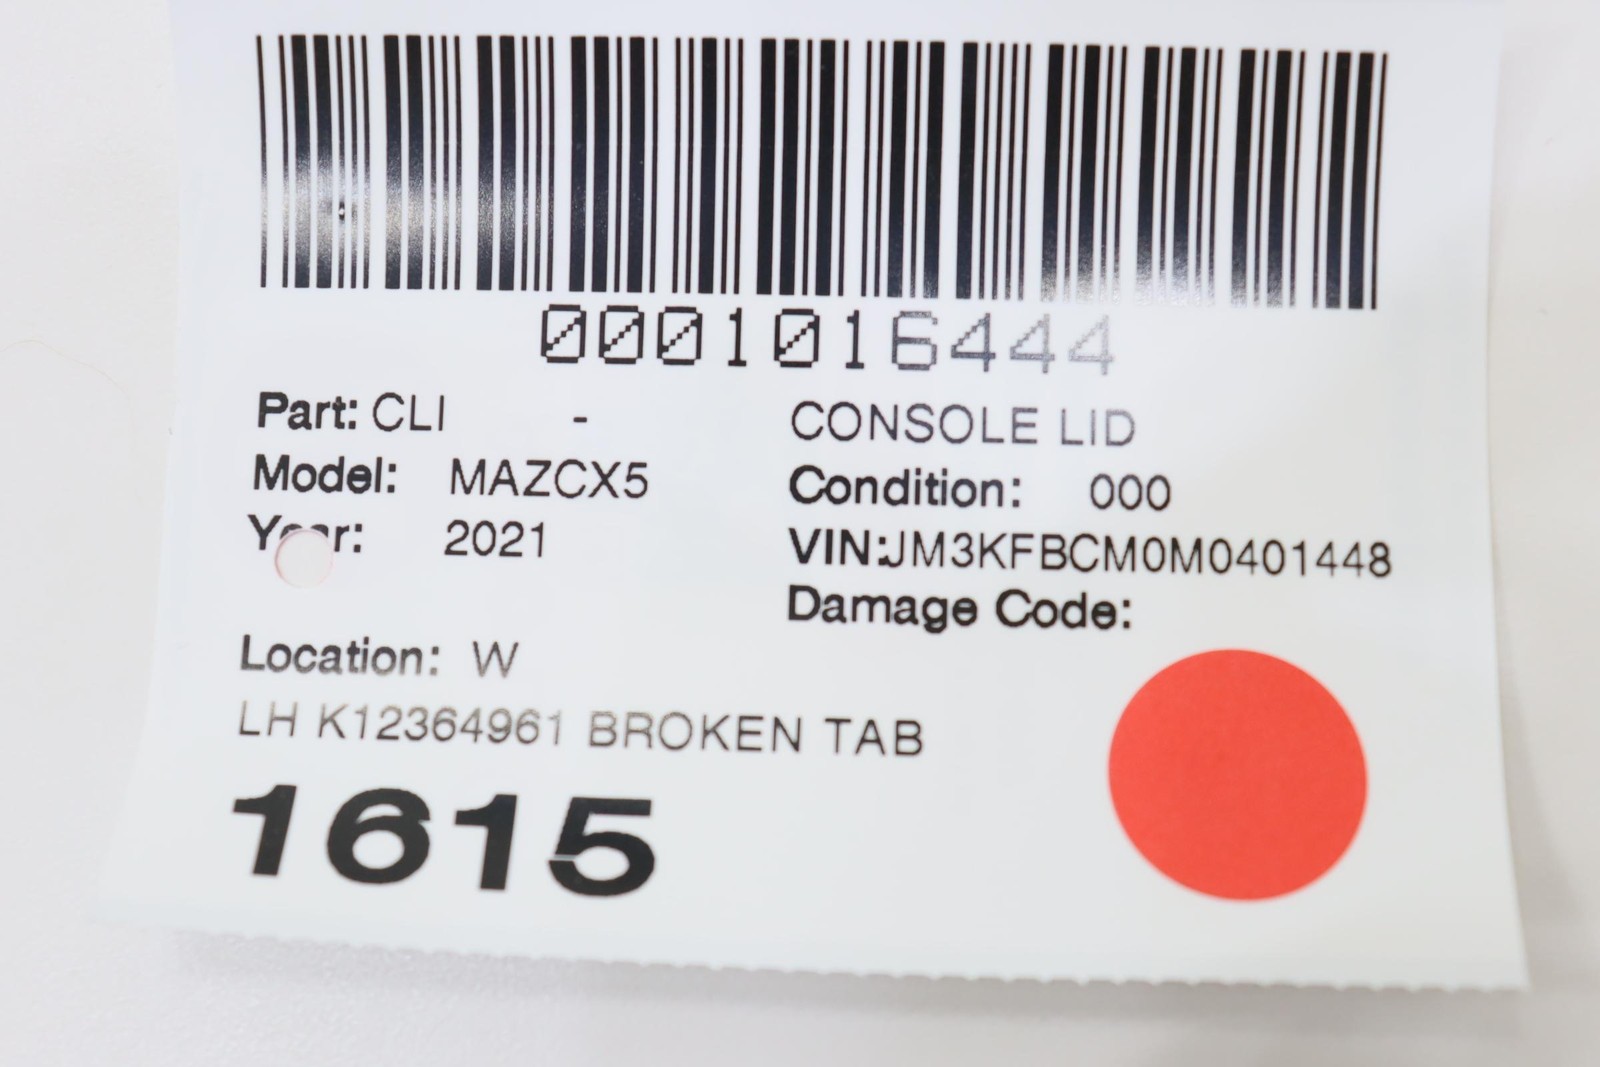 0001016444
Part: CLI - CONSOLE LID
Model: MAZCX5 Condition: 000
Year: 2021 VIN:JM3KFBCM0M0401448
Damage Code:
Location: W
LH K12364961 BROKEN TAB
1615